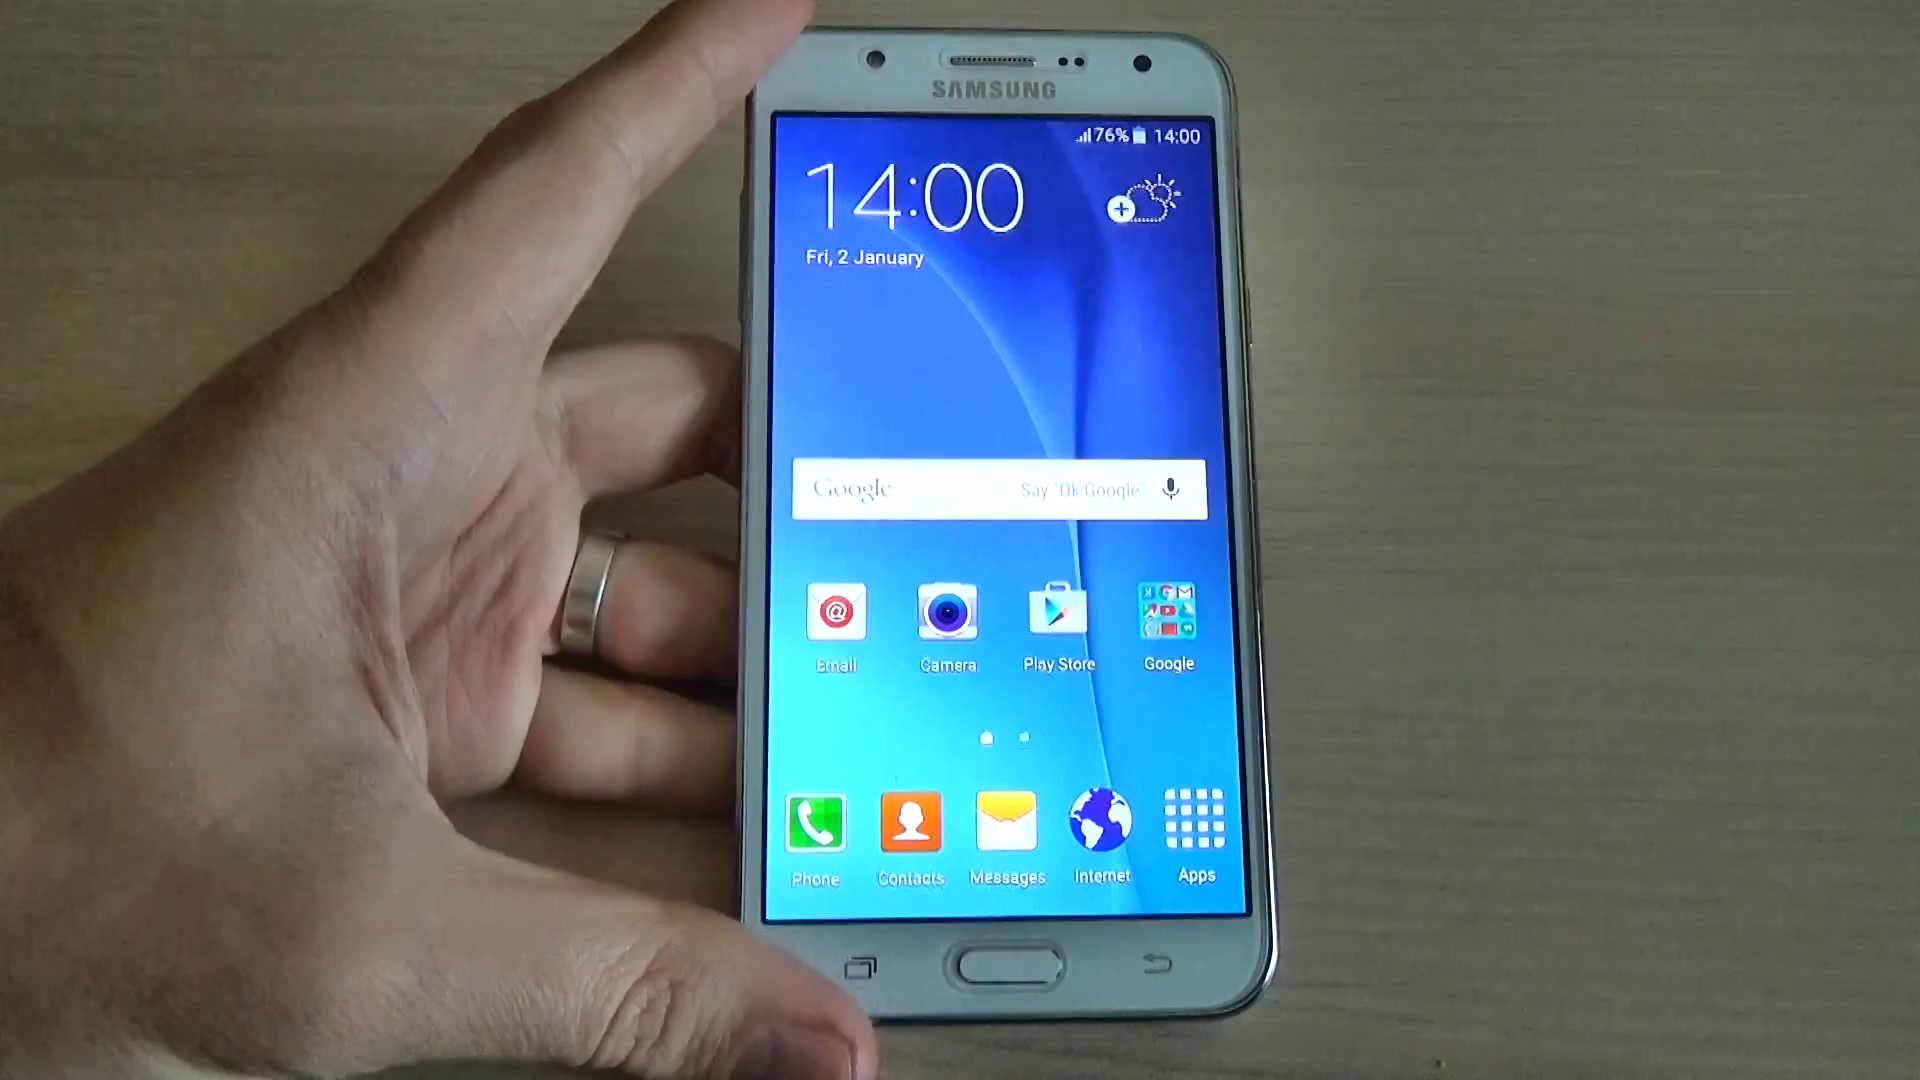 SAMSUNG
76% 14:00
14:00
Fri, 2 January
Google Say "Ok Google"
Email Camera Play Store Google
Phone Contacts Messages Internet Apps